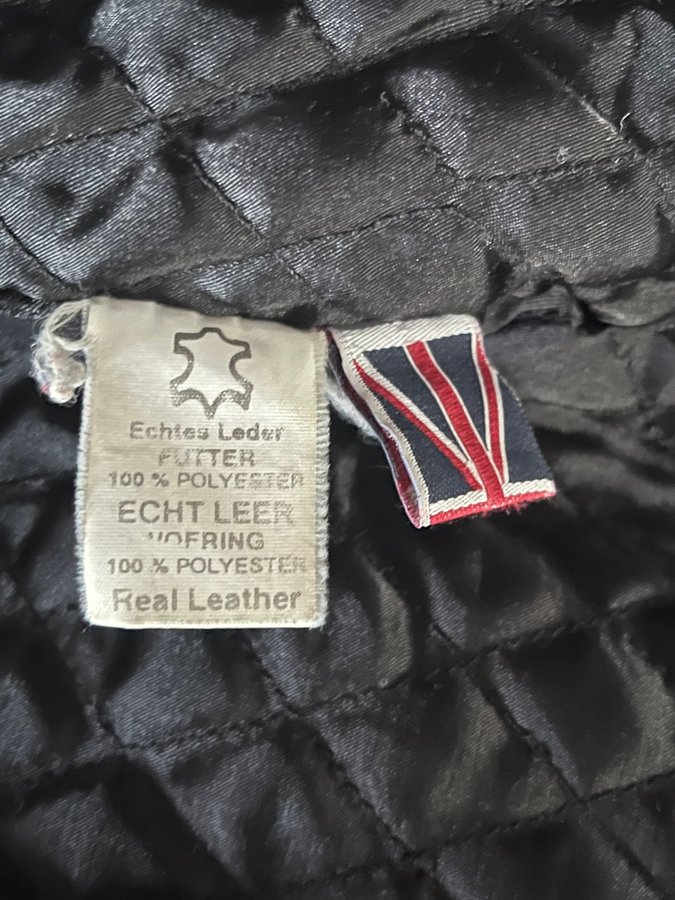 Echtes Leder
FUTTER
100 % POLYESTER
ECHT LEER
VOERING
100 % POLYESTER
Real Leather